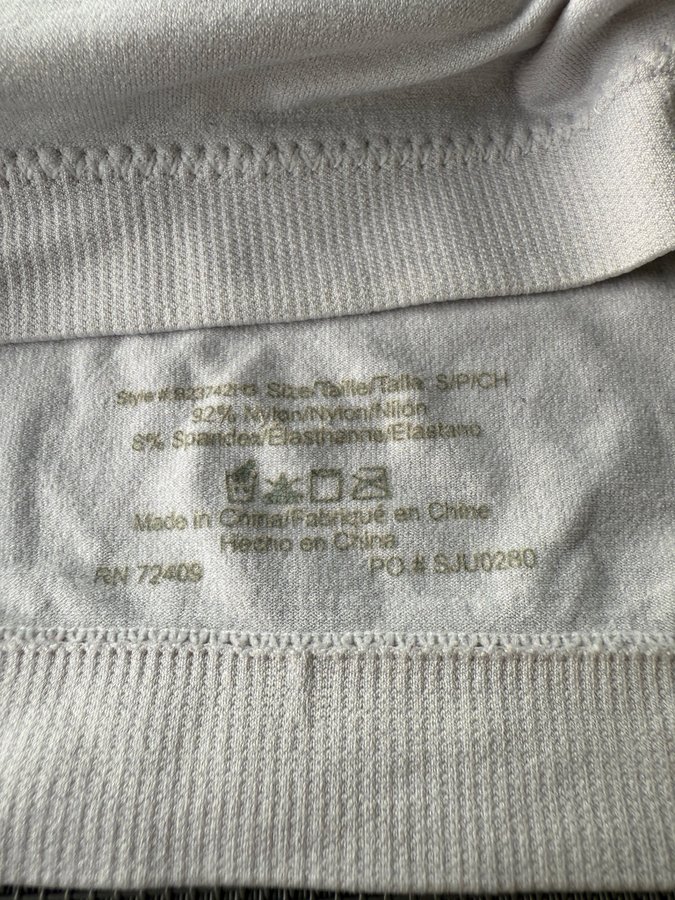 Style #: Size/Taille/Talla: S/P/CH
92% Nylon/Nylon/Nilon
8% Spandex/Élasthanne/Elastano
Made in China/Fabriqué en Chine
Hecho en China
RN 72409 PO # SJU0280